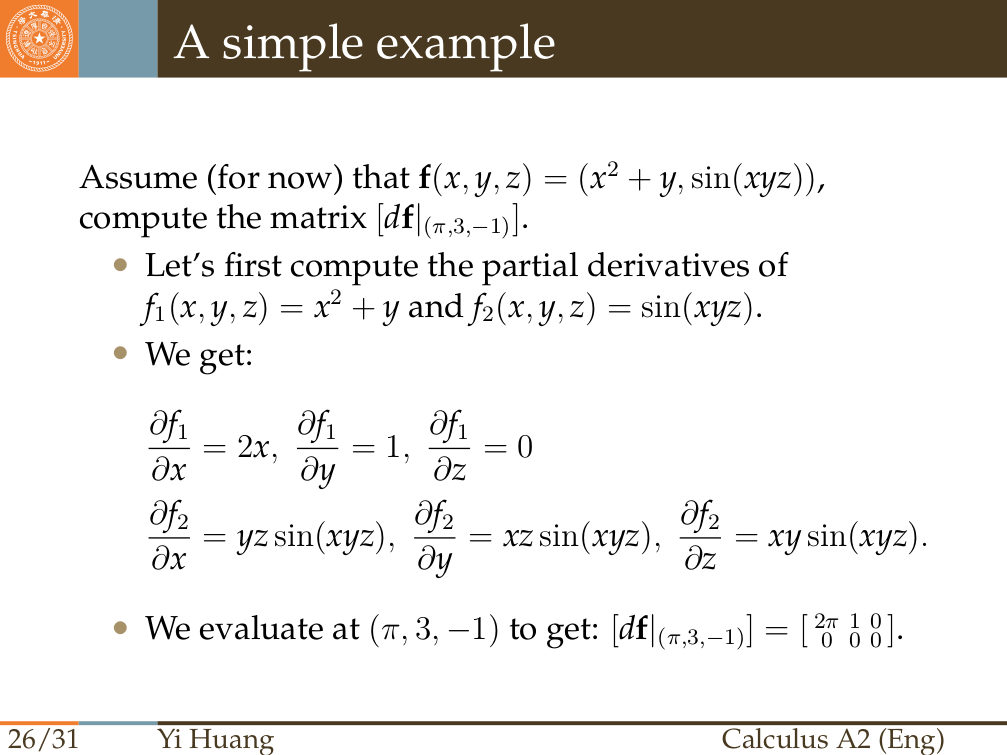 A simple example
Assume (for now) that f(x, y, z) = (x² + y, sin(xyz)),
compute the matrix [df|₍π,3,−1₎].
• Let’s first compute the partial derivatives of
f₁(x, y, z) = x² + y and f₂(x, y, z) = sin(xyz).
• We get:
∂f₁/∂x = 2x, ∂f₁/∂y = 1, ∂f₁/∂z = 0
∂f₂/∂x = yz sin(xyz), ∂f₂/∂y = xz sin(xyz), ∂f₂/∂z = xy sin(xyz).
• We evaluate at (π, 3, −1) to get: [df|₍π,3,−1₎] = [ 2π 1 0 ; 0 0 0 ].
26/31 Yi Huang Calculus A2 (Eng)